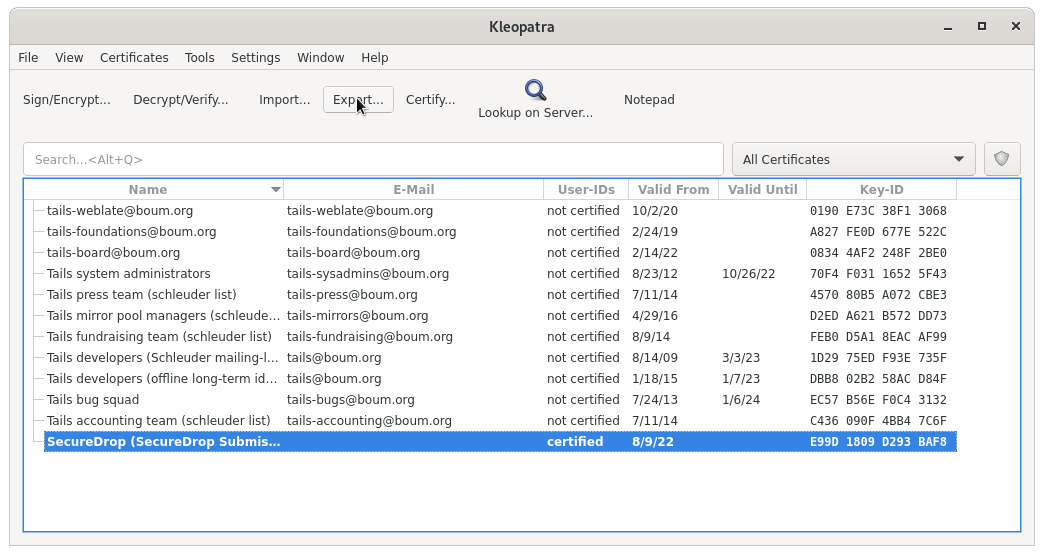 Kleopatra
File View Certificates Tools Settings Window Help
Sign/Encrypt... Decrypt/Verify... Import... Export... Certify... Lookup on Server... Notepad
Search...<Alt+Q> All Certificates
Name E-Mail User-IDs Valid From Valid Until Key-ID
tails-weblate@boum.org tails-weblate@boum.org not certified 10/2/20 0190 E73C 38F1 3068
tails-foundations@boum.org tails-foundations@boum.org not certified 2/24/19 A827 FE0D 677E 522C
tails-board@boum.org tails-board@boum.org not certified 2/14/22 0834 4AF2 248F 2BE0
Tails system administrators tails-sysadmins@boum.org not certified 8/23/12 10/26/22 70F4 F031 1652 5F43
Tails press team (schleuder list) tails-press@boum.org not certified 7/11/14 4570 80B5 A072 CBE3
Tails mirror pool managers (schleude... tails-mirrors@boum.org not certified 4/29/16 D2ED A621 B572 DD73
Tails fundraising team (schleuder list) tails-fundraising@boum.org not certified 8/9/14 FEB0 D5A1 8EAC AF99
Tails developers (Schleuder mailing-l... tails@boum.org not certified 8/14/09 3/3/23 1D29 75ED F93E 735F
Tails developers (offline long-term id... tails@boum.org not certified 1/18/15 1/7/23 DBB8 02B2 58AC D84F
Tails bug squad tails-bugs@boum.org not certified 7/24/13 1/6/24 EC57 B56E F0C4 3132
Tails accounting team (schleuder list) tails-accounting@boum.org not certified 7/11/14 C436 090F 4BB4 7C6F
SecureDrop (SecureDrop Submis... certified 8/9/22 E99D 1809 D293 BAF8